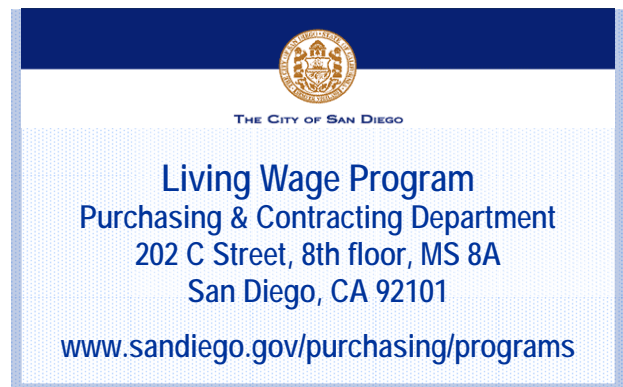 THE CITY OF SAN DIEGO
Living Wage Program
Purchasing & Contracting Department
202 C Street, 8th floor, MS 8A
San Diego, CA 92101
www.sandiego.gov/purchasing/programs